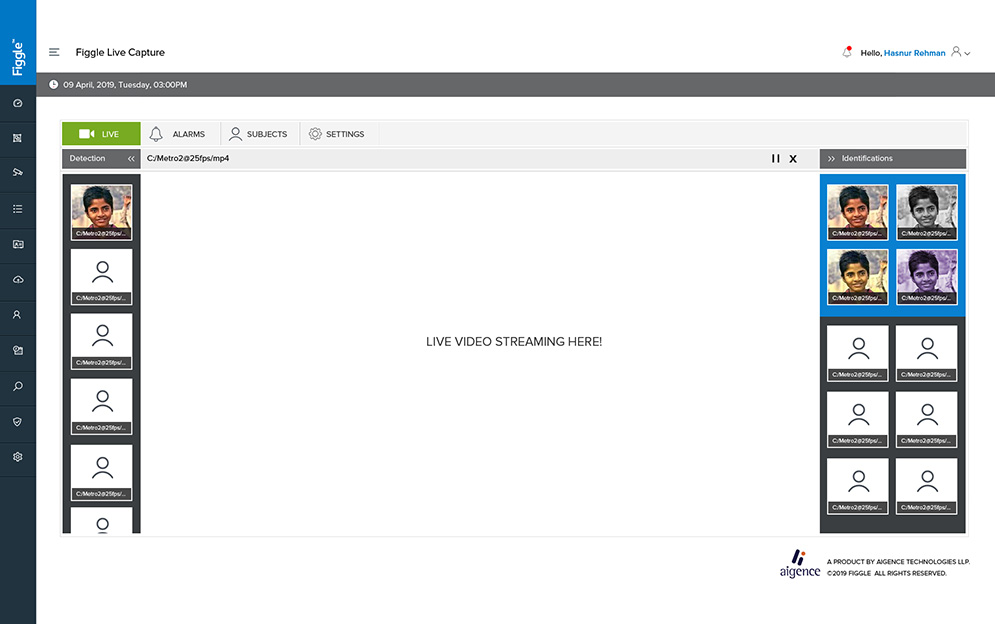 Figgle™
Figgle Live Capture
Hello, Hasnur Rehman
09 April, 2019, Tuesday, 03:00PM
LIVE
ALARMS
SUBJECTS
SETTINGS
Detection
C:/Metro2@25fps/mp4
Identifications
C:/Metro2@25fps/...
C:/Metro2@25fps/...
C:/Metro2@25fps/...
C:/Metro2@25fps/...
C:/Metro2@25fps/...
LIVE VIDEO STREAMING HERE!
C:/Metro2@25fps/... C:/Metro2@25fps/...
C:/Metro2@25fps/... C:/Metro2@25fps/...
C:/Metro2@25fps/... C:/Metro2@25fps/...
C:/Metro2@25fps/... C:/Metro2@25fps/...
C:/Metro2@25fps/... C:/Metro2@25fps/...
aigence
A PRODUCT BY AIGENCE TECHNOLOGIES LLP.
©2019 FIGGLE ALL RIGHTS RESERVED.